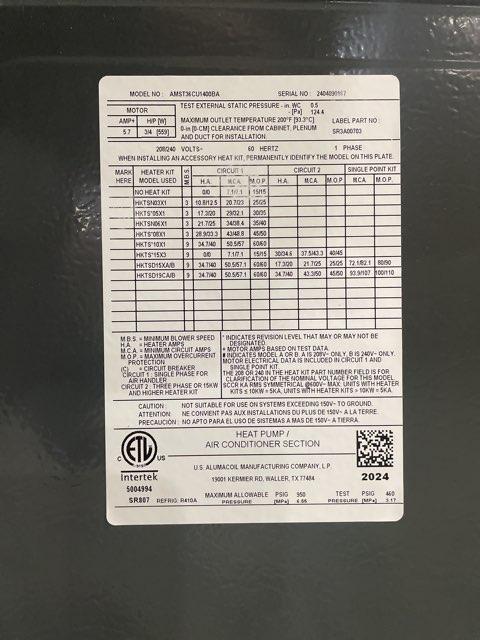 MODEL NO : AMST36CU1400BA SERIAL NO : 2404090167
MOTOR
AMP+ H/P [W]
5.7 3/4 [559]
TEST EXTERNAL STATIC PRESSURE - in. WC 0.5
- [Pa] 124.4
MAXIMUM OUTLET TEMPERATURE 200°F [93.3°C]
0-in [0-CM] CLEARANCE FROM CABINET, PLENUM
AND DUCT FOR INSTALLATION.
LABEL PART NO :
SR3A00703
208/240 VOLTS~ 60 HERTZ 1 PHASE
WHEN INSTALLING AN ACCESSORY HEAT KIT, PERMANENTLY IDENTIFY THE MODEL ON THIS PLATE.
MARK HERE HEATER KIT MODEL USED M.B.S. CIRCUIT 1 CIRCUIT 2 SINGLE POINT KIT
H.A. M.C.A. M.O.P H.A. M.C.A. M.O.P M.C.A. M.O.P
NO HEAT KIT 0/0 7.1/7.1 15/15
HKTSN03X1 3 10.8/12.5 20.7/23 25/25
HKTS*05X1 3 17.3/20 29/32.1 30/35
HKTSN06X1 3 21.7/25 34/38.4 35/40
HKTS*08X1 3 28.9/33.3 43/48.8 45/50
HKTS*10X1 9 34.7/40 50.5/57 60/60
HKTS*15X3 9 0/0 7.1/7.1 15/15 30/34.6 37.5/43.3 40/45
HKTSD15XA/B 9 34.7/40 50.5/57.1 60/60 17.3/20 21.7/25 25/25 72.1/82.1 80/90
HKTSD19CA/B 9 34.7/40 50.5/57.1 60/60 34.7/40 43.3/50 45/50 93.9/107 100/110
M.B.S. = MINIMUM BLOWER SPEED
H.A. = HEATER AMPS
M.C.A. = MINIMUM CIRCUIT AMPS
M.O.P = MAXIMUM OVERCURRENT
PROTECTION
(C) = CIRCUIT BREAKER
CIRCUIT 1 : SINGLE PHASE FOR
AIR HANDLER
CIRCUIT 2 : THREE PHASE OR 15KW
AND HIGHER HEATER KIT
* INDICATES REVISION LEVEL THAT MAY OR MAY NOT BE
DESIGNATED.
+ MOTOR AMPS BASED ON TEST DATA.
# INDICATES MODEL A OR B. A IS 208V~ ONLY, B IS 240V~ ONLY.
MOTOR ELECTRICAL DATA IS INCLUDED IN CIRCUIT 1 AND
SINGLE POINT KIT.
THE 208 OR 240 IN THE HEAT KIT PART NUMBER FIELD IS FOR
CLARIFICATION OF THE NOMINAL VOLTAGE FOR THIS MODEL
SCCR KA RMS SYMMETRICAL @600V~ MAX. UNITS WITH HEATER
KITS ≤ 10KW = 5KA, UNITS WITH HEATER KITS > 10KW = 5KA.
CAUTION : NOT SUITABLE FOR USE ON SYSTEMS EXCEEDING 150V~ TO GROUND.
ATTENTION: NE CONVIENT PAS AUX INSTALLATIONS DU PLUS DE 150V~ A LA TERRE.
PRECAUCIÓN : NO APTO PARA EL USO DE SISTEMAS A MAS DE 150V~ A TIERRA.
HEAT PUMP /
AIR CONDITIONER SECTION
C ETL US
Intertek
5004994
U.S. ALUMACOIL MANUFACTURING COMPANY, L.P.
19001 KERMIER RD, WALLER, TX 77484
2024
SR807 REFRIG: R410A MAXIMUM ALLOWABLE PRESSURE PSIG 950 TEST PRESSURE PSIG 460
[MPa] 6.55 [MPa] 3.17